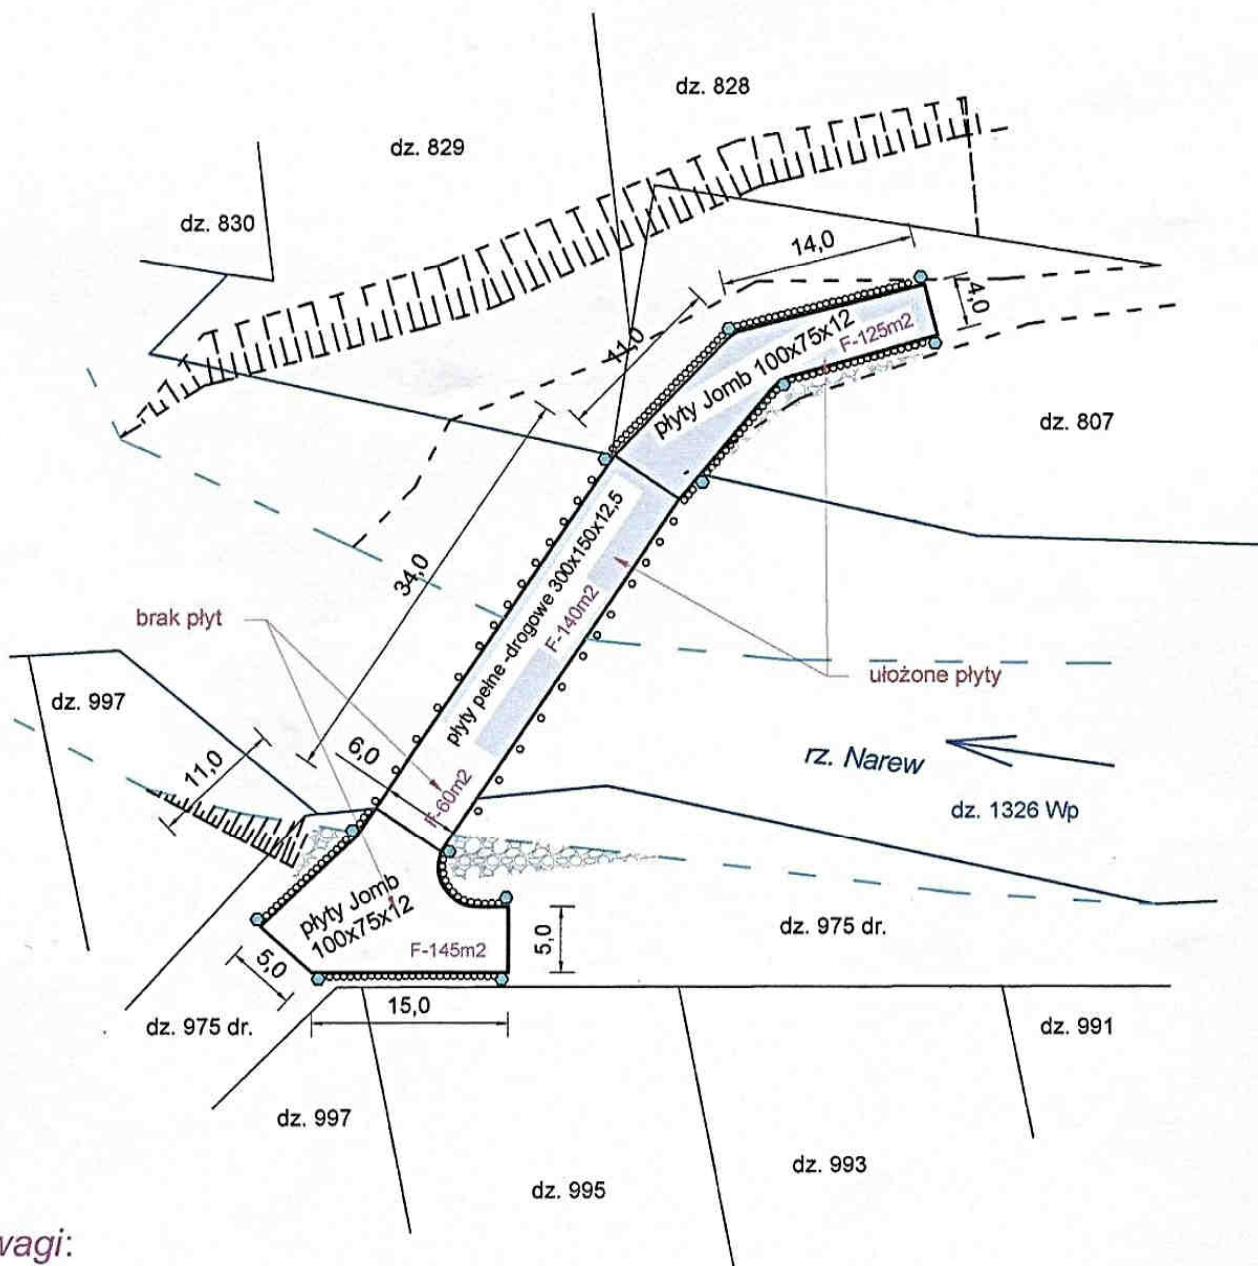 dz. 828
dz. 829
dz. 830
14,0
4,0
11,0
płyty Jomb 100x75x12
F-125m2
dz. 807
34,0
płyty pełne -drogowe 300x150x12,5
F-140m2
brak płyt
ułożone płyty
dz. 997
11,0
6,0
F-60m2
rz. Narew
dz. 1326 Wp
płyty Jomb
100x75x12
F-145m2
5,0
5,0
dz. 975 dr.
15,0
dz. 975 dr.
dz. 991
dz. 997
dz. 993
dz. 995
wagi: